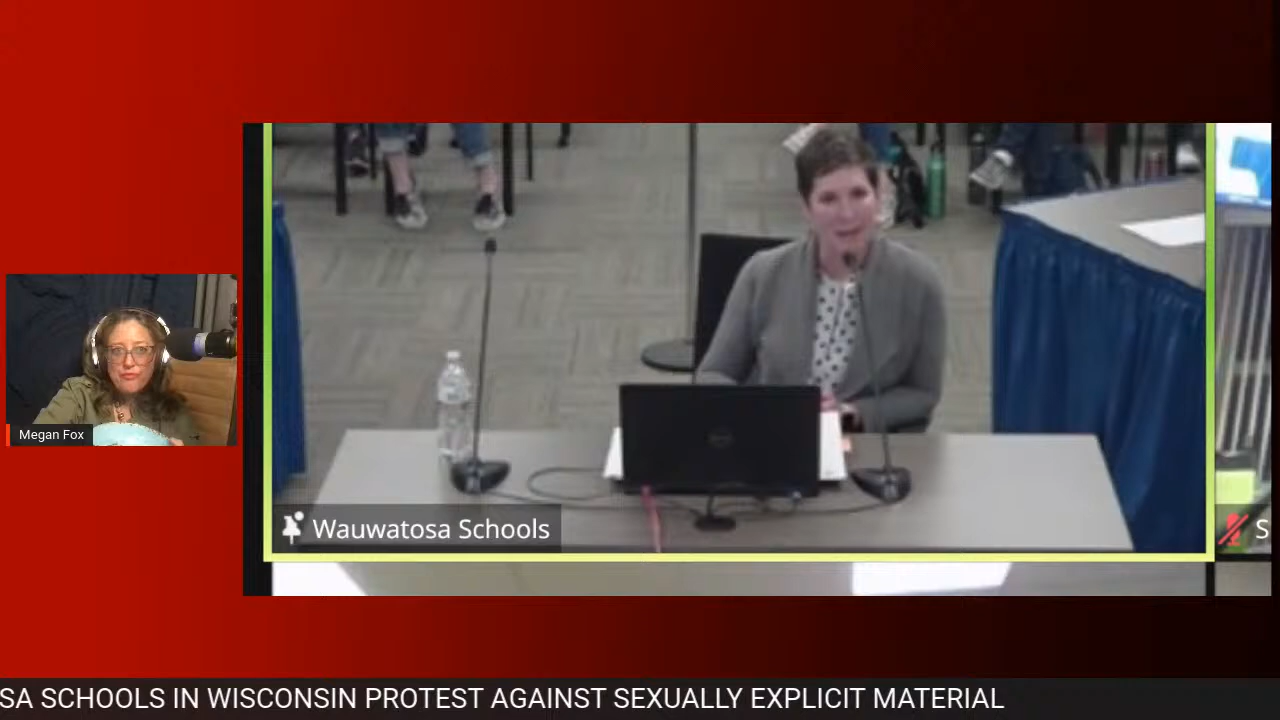 Megan Fox
Wauwatosa Schools
S
SA SCHOOLS IN WISCONSIN PROTEST AGAINST SEXUALLY EXPLICIT MATERIAL